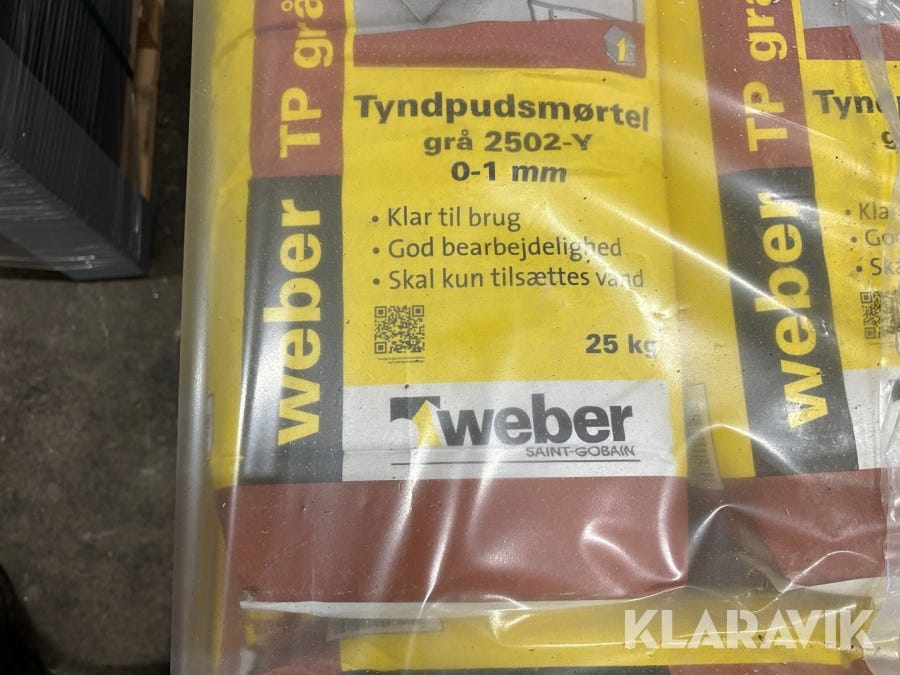 weber TP grå
Tyndpudsmørtel
grå 2502-Y
0-1 mm
• Klar til brug
• God bearbejdelighed
• Skal kun tilsættes vand
25 kg
weber
SAINT-GOBAIN
weber TP grå
KLARAVIK